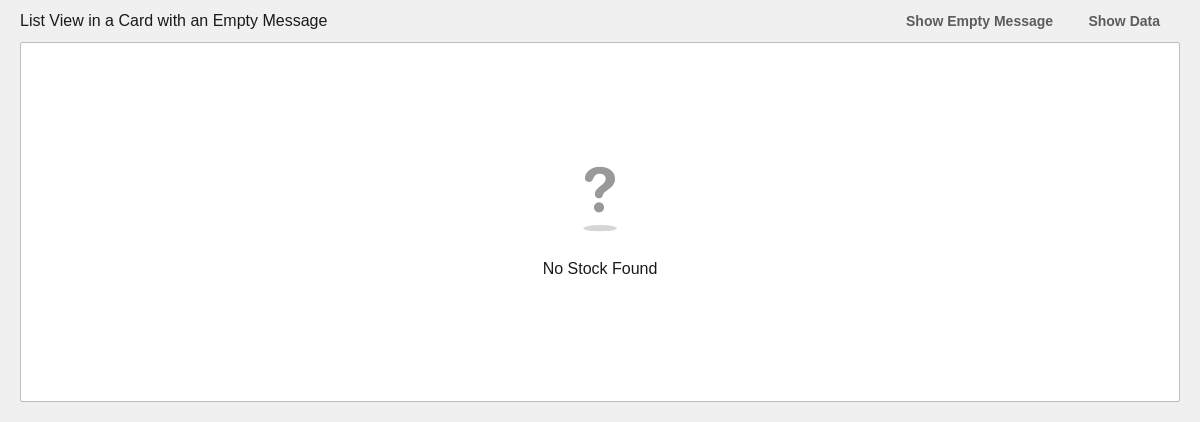 List View in a Card with an Empty Message
Show Empty Message
Show Data
No Stock Found